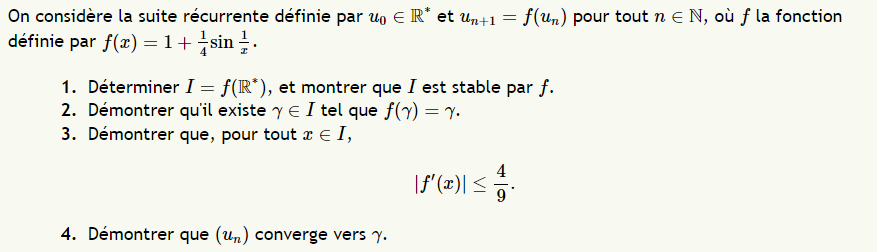 On considère la suite récurrente définie par $u_0 \in \mathbb{R}^*$ et $u_{n+1} = f(u_n)$ pour tout $n \in \mathbb{N}$, où $f$ la fonction
définie par $f(x) = 1 + \frac{1}{4}\sin\frac{1}{x}$.
1. Déterminer $I = f(\mathbb{R}^*)$, et montrer que $I$ est stable par $f$.
2. Démontrer qu'il existe $\gamma \in I$ tel que $f(\gamma) = \gamma$.
3. Démontrer que, pour tout $x \in I$,
$|f'(x)| \leq \frac{4}{9}.$
4. Démontrer que $(u_n)$ converge vers $\gamma$.